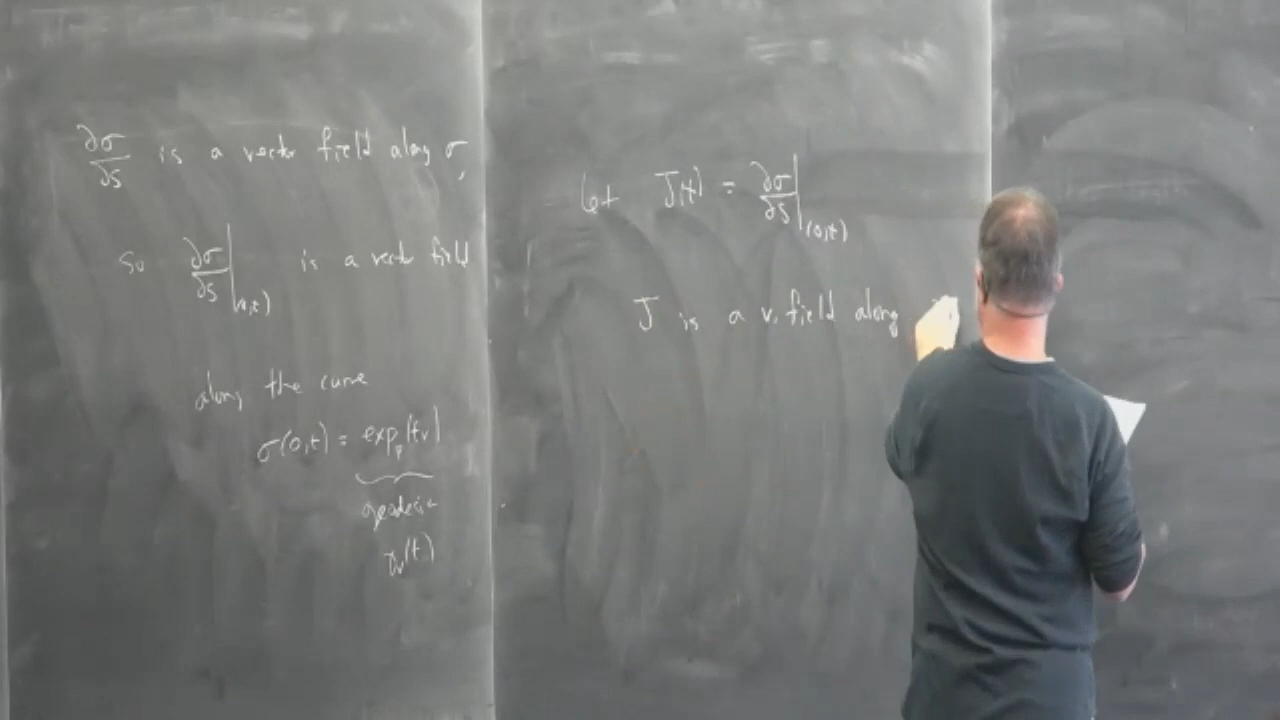 ∂σ/∂s is a vector field along σ,
So ∂σ/∂s|(0,t) is a vector field
along the curve
σ(0,t) = exp_p(tv)
geodesic
γ_v(t)
Let J(t) = ∂σ/∂s|(0,t)
J is a v. field along